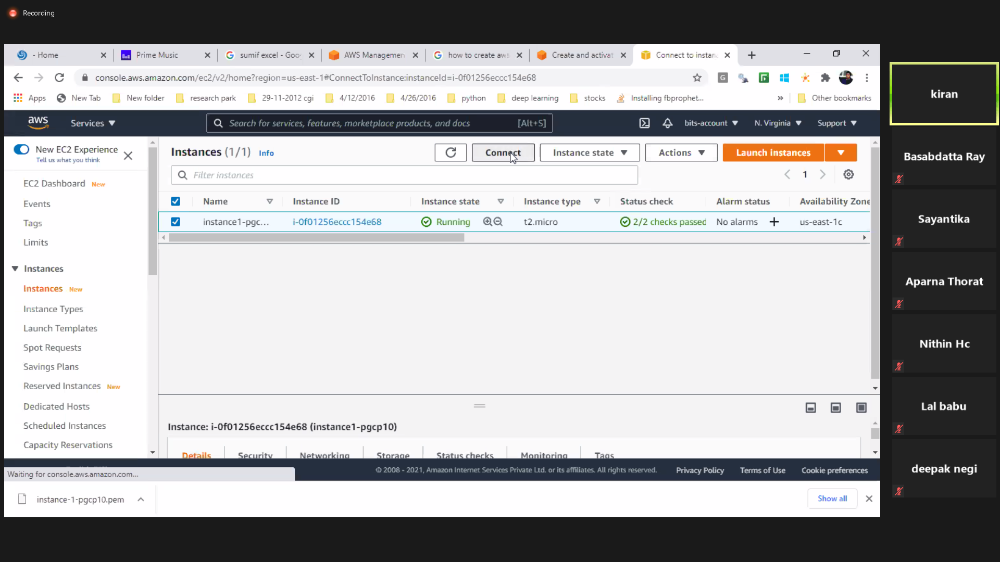 Recording
- Home
Prime Music
sumif excel - Goo
AWS Managemen
how to create aws
Create and activat
Connect to instan
console.aws.amazon.com/ec2/v2/home?region=us-east-1#ConnectToInstance:instanceId=i-0f01256eccc154e68
Apps
New Tab
New folder
research park
29-11-2012 cgi
4/12/2016
4/26/2016
python
deep learning
stocks
Installing fbprophet...
»
Other bookmarks
aws
Services
Search for services, features, marketplace products, and docs
[Alt+S]
bits-account
N. Virginia
Support
New EC2 Experience
Tell us what you think
EC2 Dashboard New
Events
Tags
Limits
Instances
Instances New
Instance Types
Launch Templates
Spot Requests
Savings Plans
Reserved Instances New
Dedicated Hosts
Scheduled Instances
Capacity Reservations
Instances (1/1) Info
Connect
Instance state
Actions
Launch instances
Filter instances
1
Name
Instance ID
Instance state
Instance type
Status check
Alarm status
Availability Zone
instance1-pgc...
i-0f01256eccc154e68
Running
t2.micro
2/2 checks passed
No alarms
us-east-1c
Instance: i-0f01256eccc154e68 (instance1-pgcp10)
Details
Security
Networking
Storage
Status checks
Monitoring
Tags
Waiting for console.aws.amazon.com...
© 2008 - 2021, Amazon Internet Services Private Ltd. or its affiliates. All rights reserved.
Privacy Policy
Terms of Use
Cookie preferences
instance-1-pgcp10.pem
Show all
kiran
Basabdatta Ray
Sayantika
Aparna Thorat
Nithin Hc
Lal babu
deepak negi